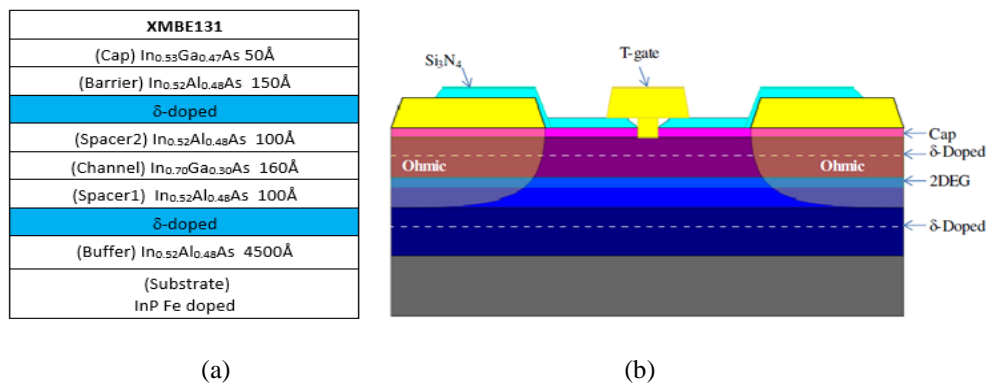 XMBE131
(Cap) In₀.₅₃Ga₀.₄₇As 50Å
(Barrier) In₀.₅₂Al₀.₄₈As 150Å
δ-doped
(Spacer2) In₀.₅₂Al₀.₄₈As 100Å
(Channel) In₀.₇₀Ga₀.₃₀As 160Å
(Spacer1) In₀.₅₂Al₀.₄₈As 100Å
δ-doped
(Buffer) In₀.₅₂Al₀.₄₈As 4500Å
(Substrate)
InP Fe doped
(a)
Si₃N₄
T-gate
Cap
δ-Doped
Ohmic
Ohmic
2DEG
δ-Doped
(b)